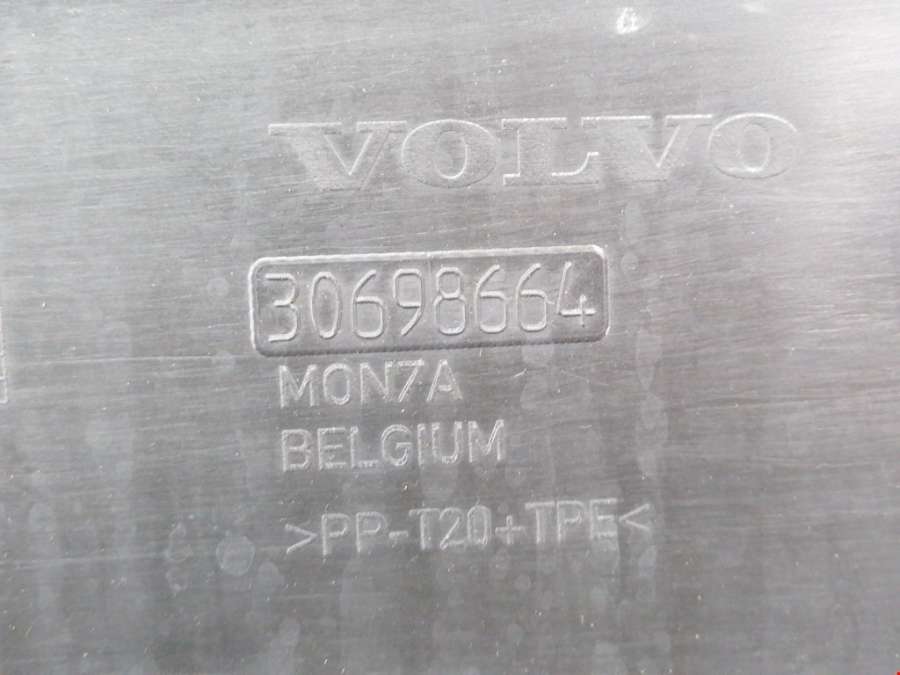 VOLVO
30698664
MON7A
BELGIUM
>PP-T20+TPE<